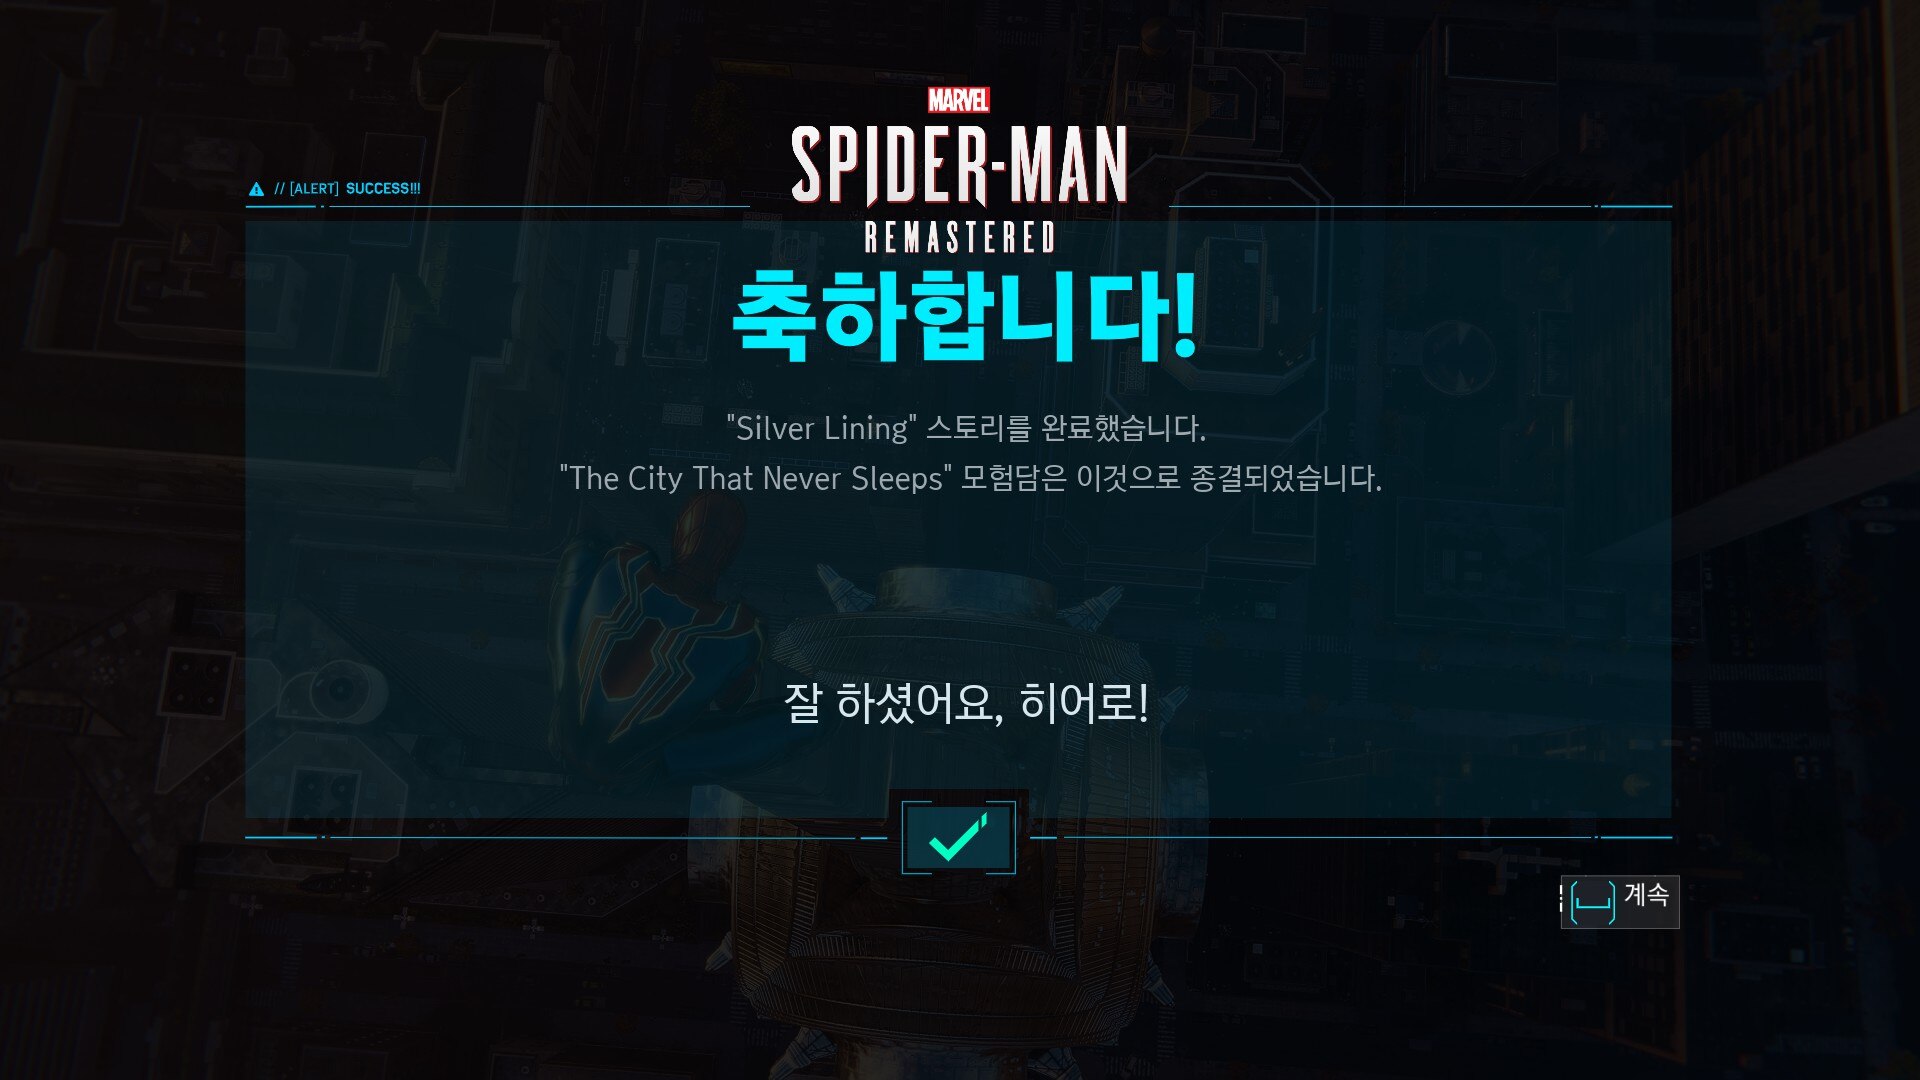 MARVEL
SPIDER-MAN
REMASTERED
// [ALERT] SUCCESS!!!
축하합니다!
"Silver Lining" 스토리를 완료했습니다.
"The City That Never Sleeps" 모험담은 이것으로 종결되었습니다.
잘 하셨어요, 히어로!
계속